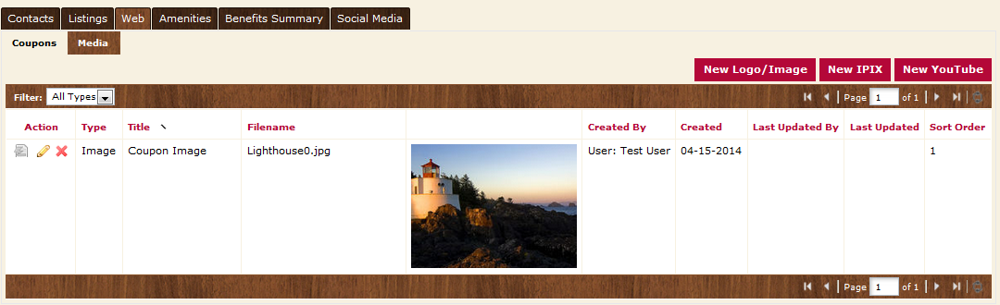 Contacts Listings Web Amenities Benefits Summary Social Media
Coupons Media
New Logo/Image New IPIX New YouTube
Filter: All Types Page 1 of 1
Action Type Title Filename Created By Created Last Updated By Last Updated Sort Order
Image Coupon Image Lighthouse0.jpg User: Test User 04-15-2014 1
Page 1 of 1